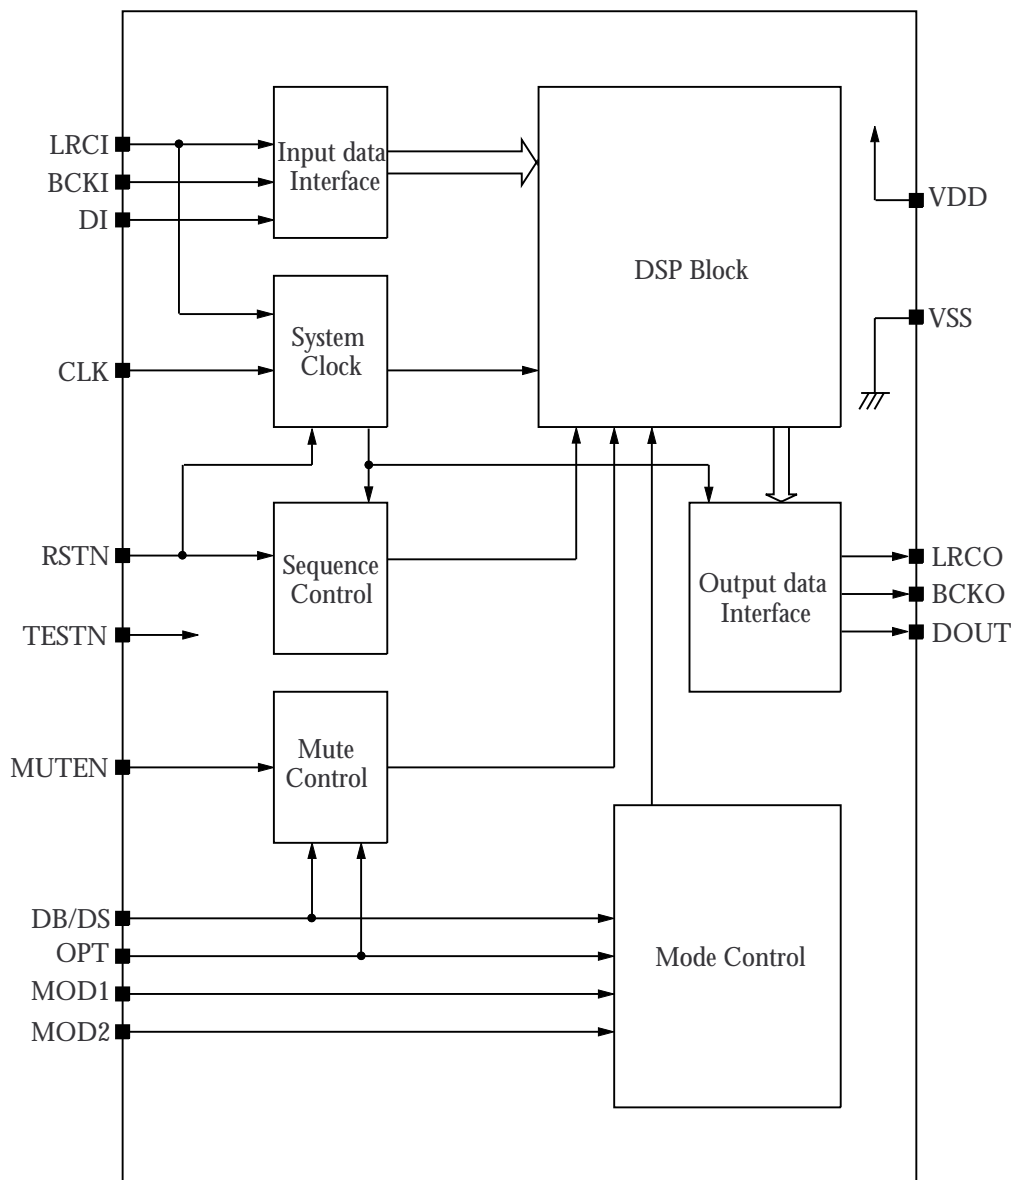 LRCI
BCKI
DI
Input data
Interface
DSP Block
VDD
VSS
System
Clock
CLK
RSTN
Sequence
Control
TESTN
Output data
Interface
LRCO
BCKO
DOUT
MUTEN
Mute
Control
DB/DS
OPT
MOD1
MOD2
Mode Control